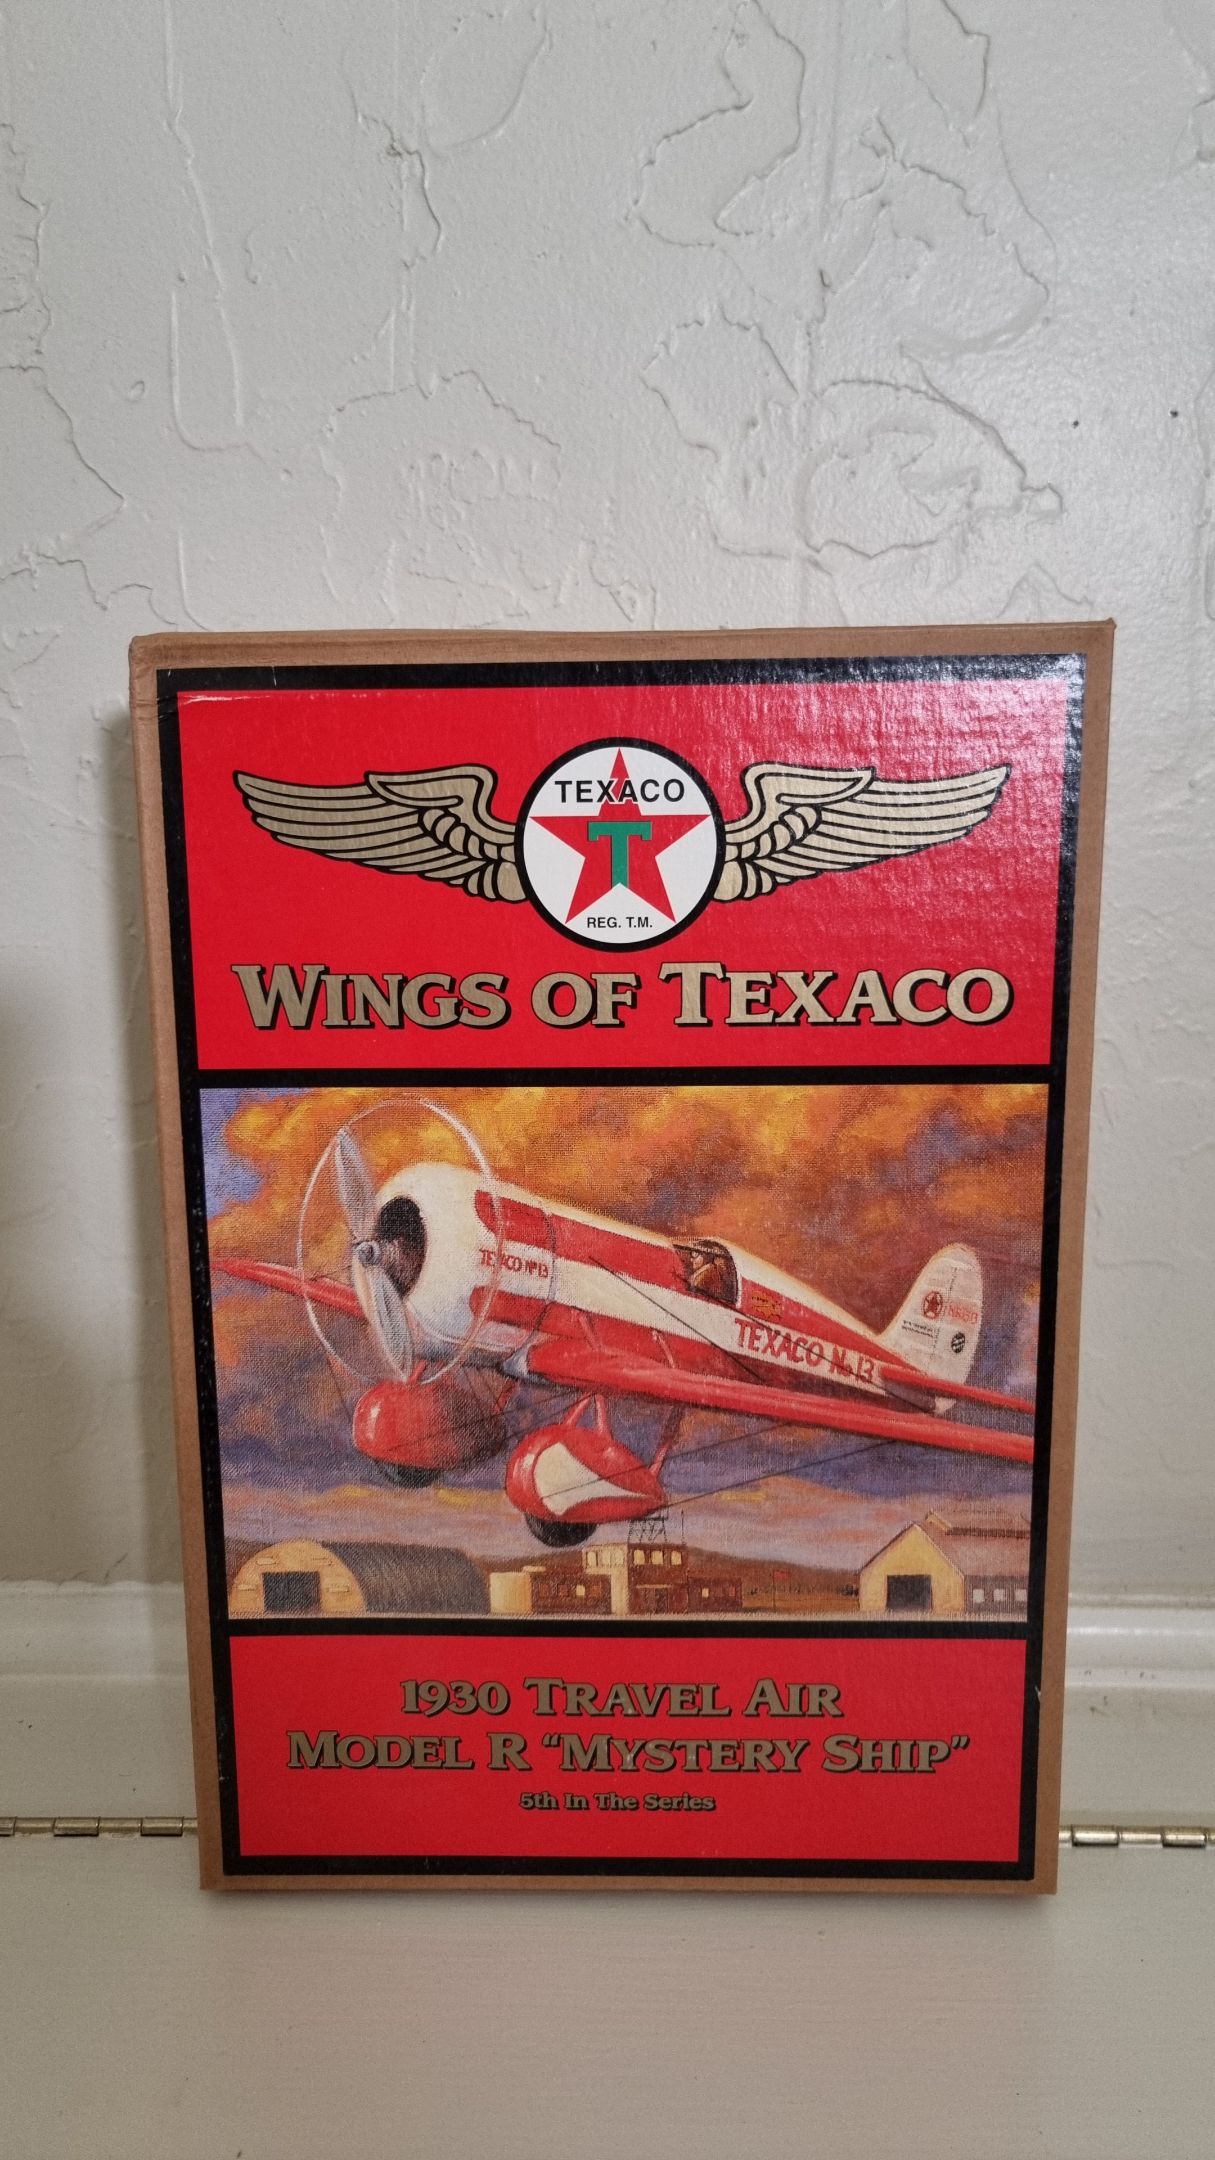 TEXACO
T
REG. T.M.
WINGS OF TEXACO
TEXACO No 13
TEXACO No. 13
1930 TRAVEL AIR
MODEL R "MYSTERY SHIP"
5th In The Series